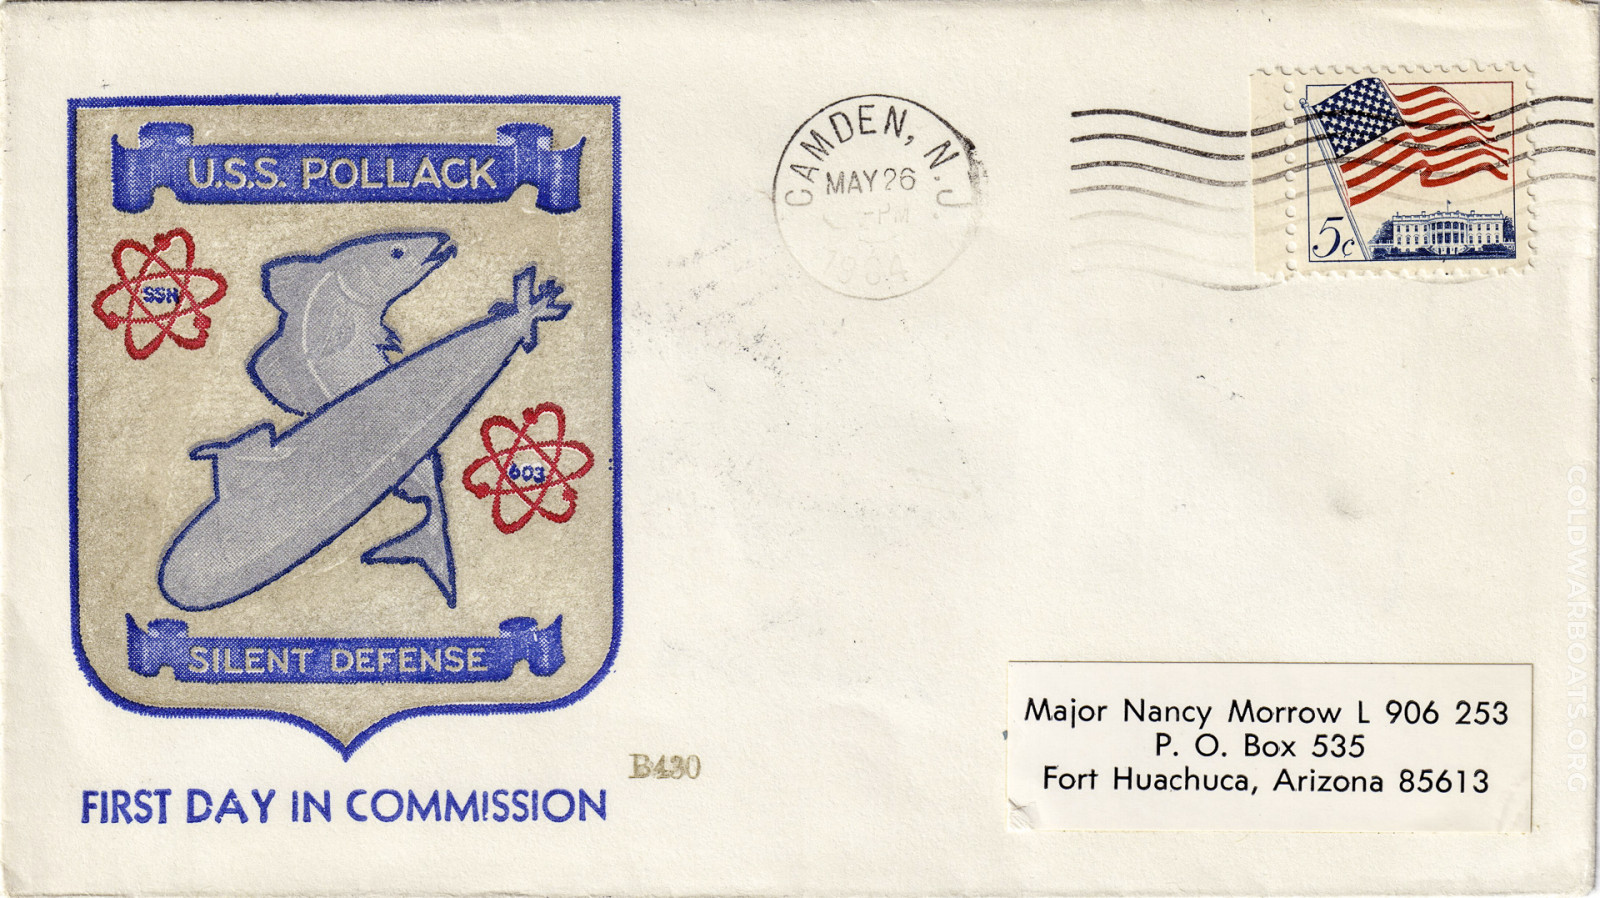 U.S.S. POLLACK
SSN
603
SILENT DEFENSE
FIRST DAY IN COMMISSION
B430
CAMDEN, N.J
MAY 26
PM
5c
Major Nancy Morrow L 906 253
P. O. Box 535
Fort Huachuca, Arizona 85613
COLDWARBOATS.ORG